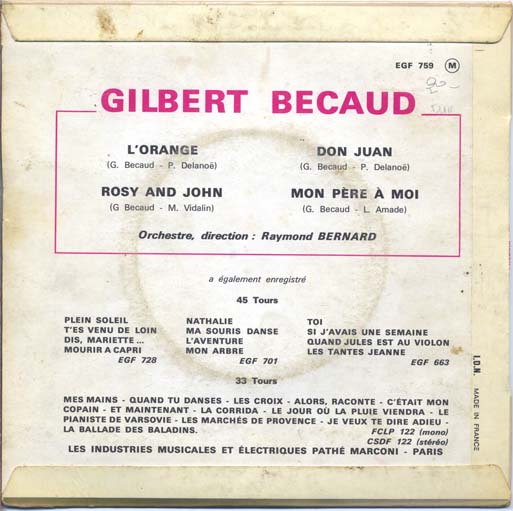 EGF 759 M
GILBERT BECAUD
L'ORANGE
(G. Becaud - P. Delanoë)
DON JUAN
(G. Becaud - P. Delanoë)
ROSY AND JOHN
(G Becaud - M. Vidalin)
MON PÈRE À MOI
(G. Becaud - L. Amade)
Orchestre, direction : Raymond BERNARD
a également enregistré
45 Tours
PLEIN SOLEIL
T'ES VENU DE LOIN
DIS, MARIETTE ...
MOURIR A CAPRI
EGF 728
NATHALIE
MA SOURIS DANSE
L'AVENTURE
MON ARBRE
EGF 701
TOI
SI J'AVAIS UNE SEMAINE
QUAND JULES EST AU VIOLON
LES TANTES JEANNE
EGF 663
33 Tours
MES MAINS - QUAND TU DANSES - LES CROIX - ALORS, RACONTE - C'ÉTAIT MON
COPAIN - ET MAINTENANT - LA CORRIDA - LE JOUR OÙ LA PLUIE VIENDRA - LE
PIANISTE DE VARSOVIE - LES MARCHÉS DE PROVENCE - JE VEUX TE DIRE ADIEU -
LA BALLADE DES BALADINS.
FCLP 122 (mono)
CSDF 122 (stéréo)
LES INDUSTRIES MUSICALES ET ÉLECTRIQUES PATHÉ MARCONI - PARIS
I.D.N. MADE IN FRANCE